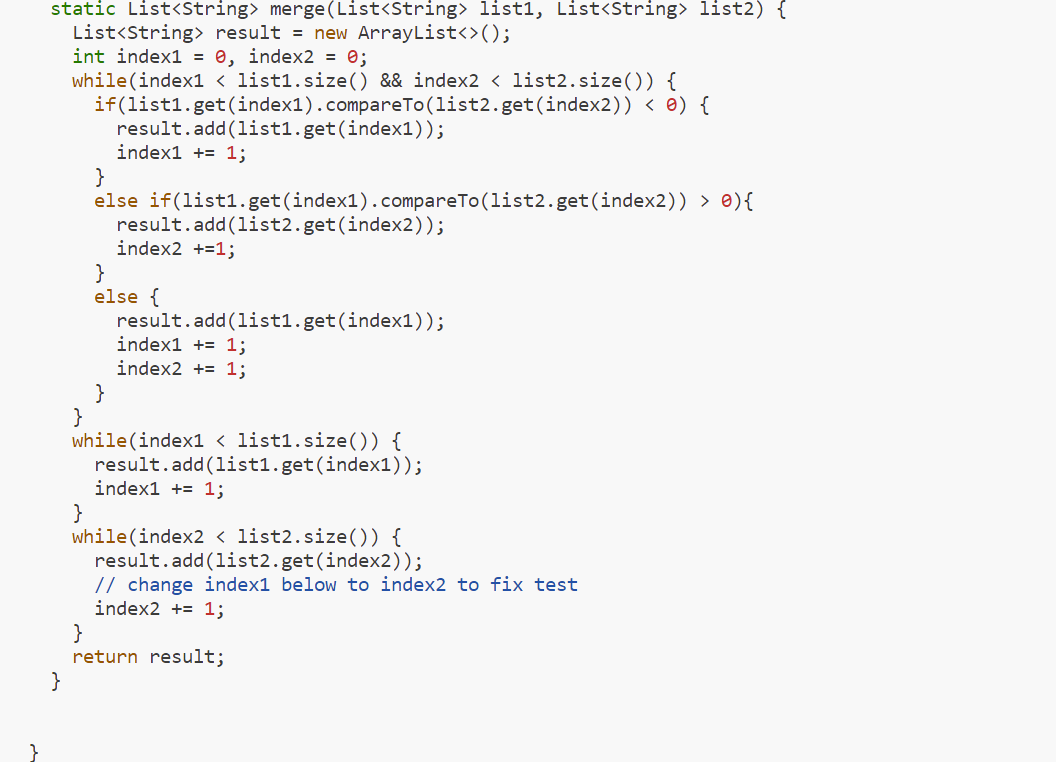 static List<String> merge(List<String> list1, List<String> list2) {
List<String> result = new ArrayList<>();
int index1 = 0, index2 = 0;
while(index1 < list1.size() && index2 < list2.size()) {
if(list1.get(index1).compareTo(list2.get(index2)) < 0) {
result.add(list1.get(index1));
index1 += 1;
}
else if(list1.get(index1).compareTo(list2.get(index2)) > 0){
result.add(list2.get(index2));
index2 +=1;
}
else {
result.add(list1.get(index1));
index1 += 1;
index2 += 1;
}
}
while(index1 < list1.size()) {
result.add(list1.get(index1));
index1 += 1;
}
while(index2 < list2.size()) {
result.add(list2.get(index2));
// change index1 below to index2 to fix test
index2 += 1;
}
return result;
}
}